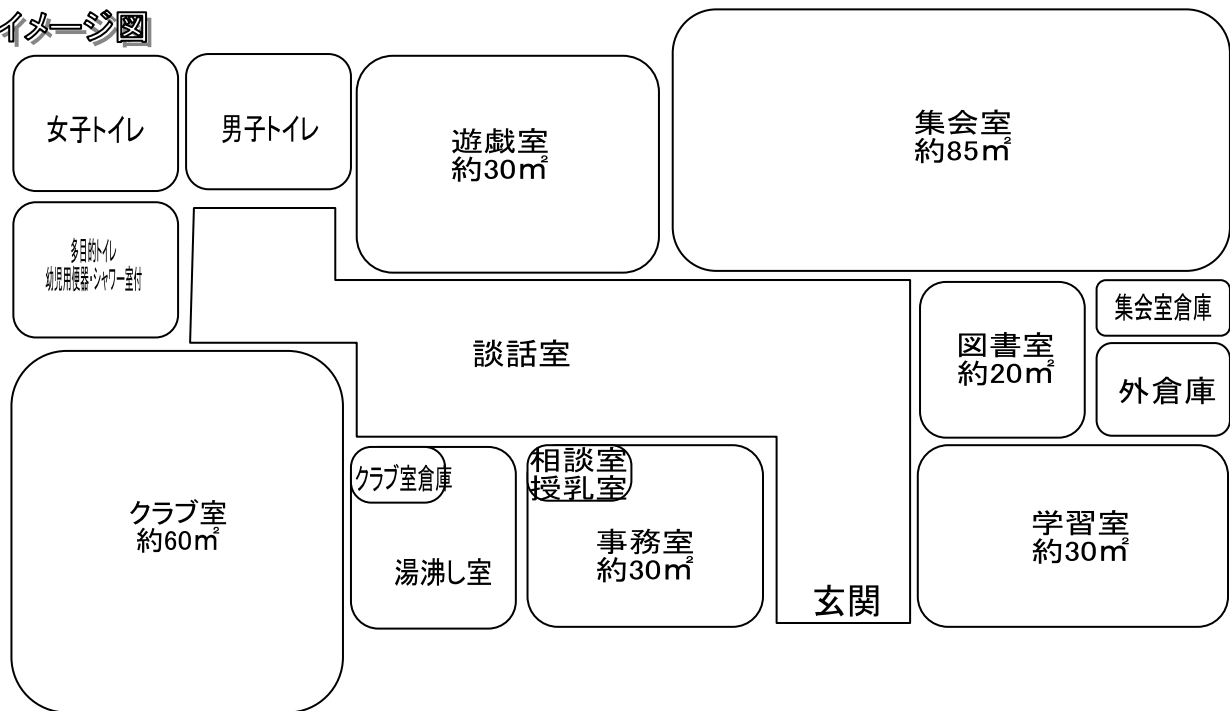 イメージ図
女子トイレ
男子トイレ
遊戯室
約30㎡
集会室
約85㎡
多目的トイレ
幼児用便器・シャワー室付
談話室
図書室
約20㎡
集会室倉庫
外倉庫
クラブ室
約60㎡
クラブ室倉庫
湯沸し室
相談室
授乳室
事務室
約30㎡
玄関
学習室
約30㎡